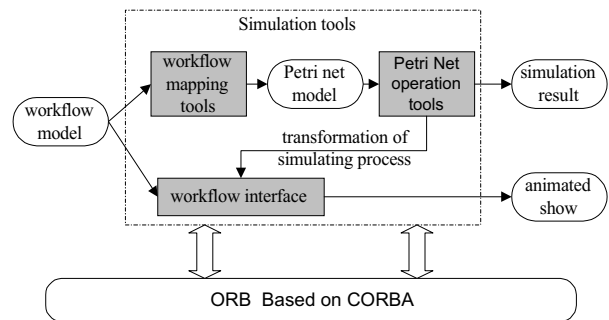 Simulation tools
workflow
mapping
tools
Petri net
model
Petri Net
operation
tools
simulation
result
workflow
model
transformation of
simulating process
workflow interface
animated
show
ORB Based on CORBA